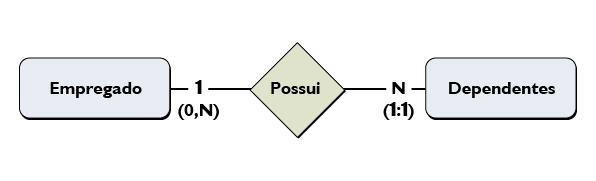 Empregado 1 Possui N Dependentes
(0,N) (1:1)